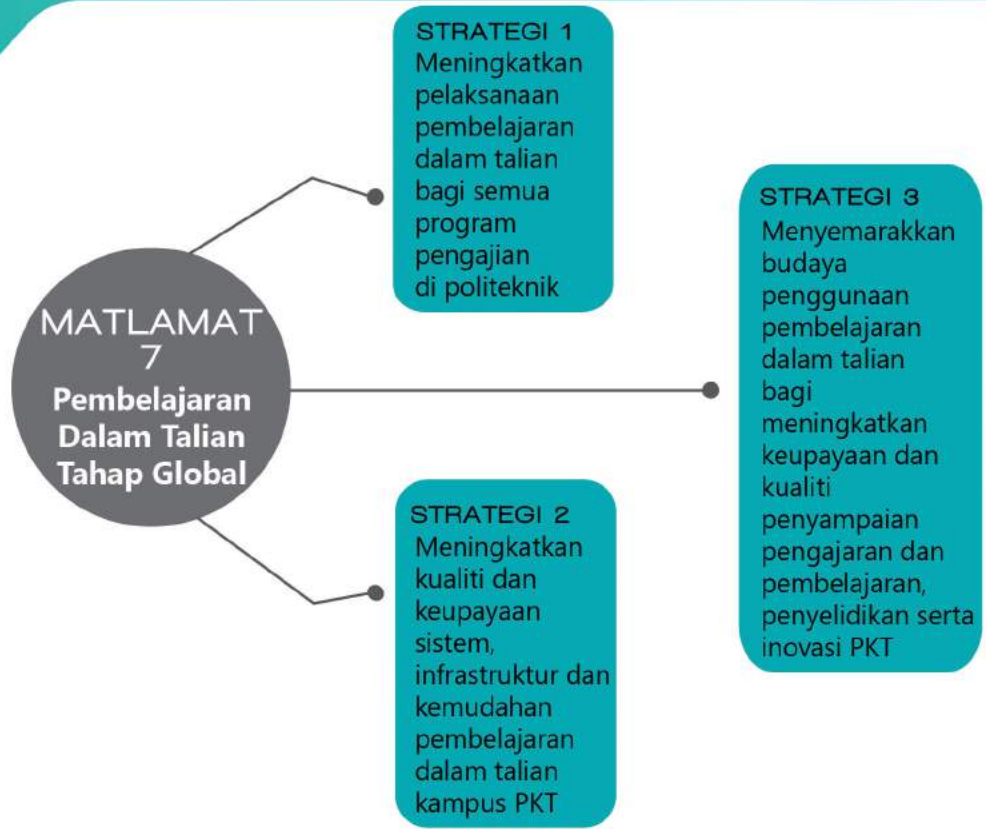 MATLAMAT
7
Pembelajaran
Dalam Talian
Tahap Global
STRATEGI 1
Meningkatkan
pelaksanaan
pembelajaran
dalam talian
bagi semua
program
pengajian
di politeknik
STRATEGI 2
Meningkatkan
kualiti dan
keupayaan
sistem,
infrastruktur dan
kemudahan
pembelajaran
dalam talian
kampus PKT
STRATEGI 3
Menyemarakkan
budaya
penggunaan
pembelajaran
dalam talian
bagi
meningkatkan
keupayaan dan
kualiti
penyampaian
pengajaran dan
pembelajaran,
penyelidikan serta
inovasi PKT